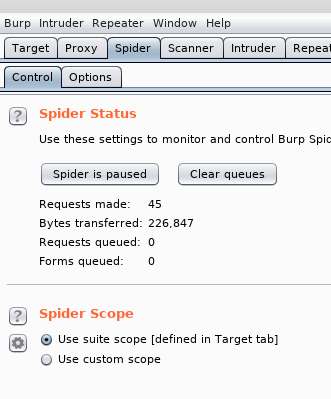 Burp Intruder Repeater Window Help
Target Proxy Spider Scanner Intruder
Control Options
? Spider Status
Use these settings to monitor and control Burp
Spider is paused Clear queues
Requests made: 45
Bytes transferred: 226,847
Requests queued: 0
Forms queued: 0
? Spider Scope
Use suite scope [defined in Target tab]
Use custom scope